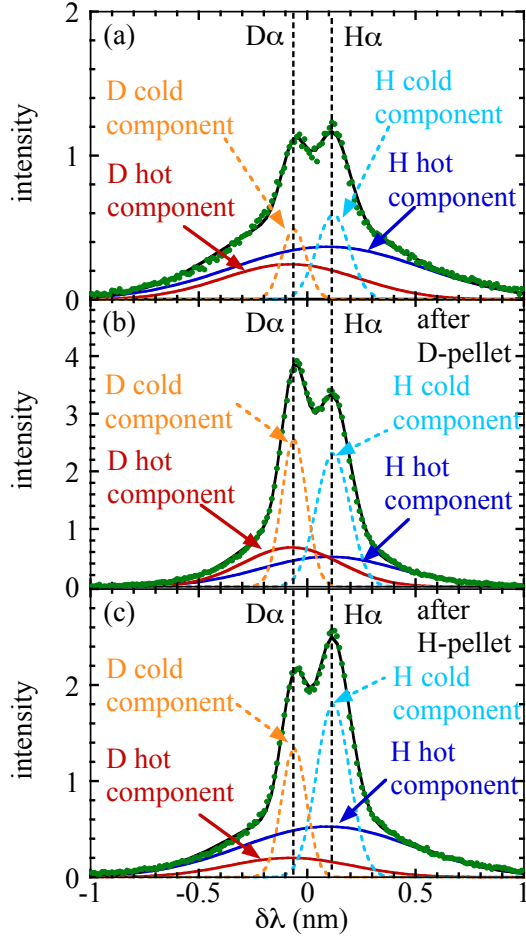 (a)
Dα
Hα
D cold
component
H cold
component
D hot
component
H hot
component
intensity
2
1
0
(b)
Dα
Hα
after
D-pellet
D cold
component
H cold
component
D hot
component
H hot
component
intensity
4
3
2
1
0
(c)
Dα
Hα
after
H-pellet
D cold
component
H cold
component
D hot
component
H hot
component
intensity
2
1
0
-1
-0.5
0
0.5
1
δλ (nm)